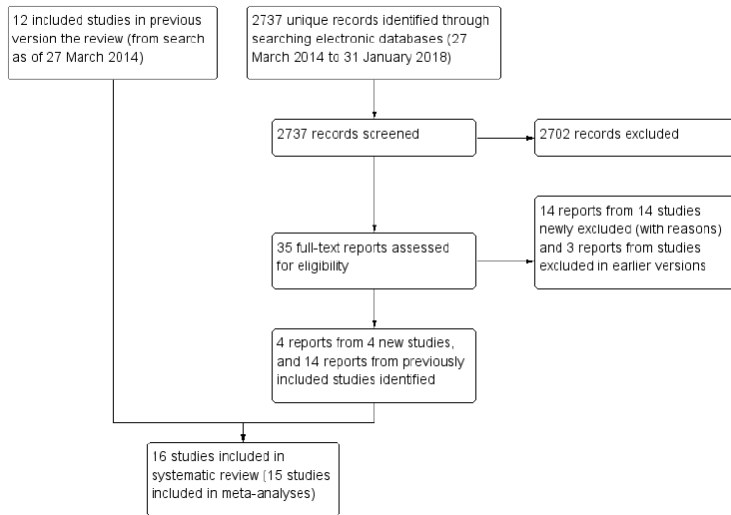 12 included studies in previous
version the review (from search
as of 27 March 2014)
2737 unique records identified through
searching electronic databases (27
March 2014 to 31 January 2018)
2737 records screened
2702 records excluded
35 full-text reports assessed
for eligibility
14 reports from 14 studies
newly excluded (with reasons)
and 3 reports from studies
excluded in earlier versions
4 reports from 4 new studies,
and 14 reports from previously
included studies identified
16 studies included in
systematic review (15 studies
included in meta-analyses)